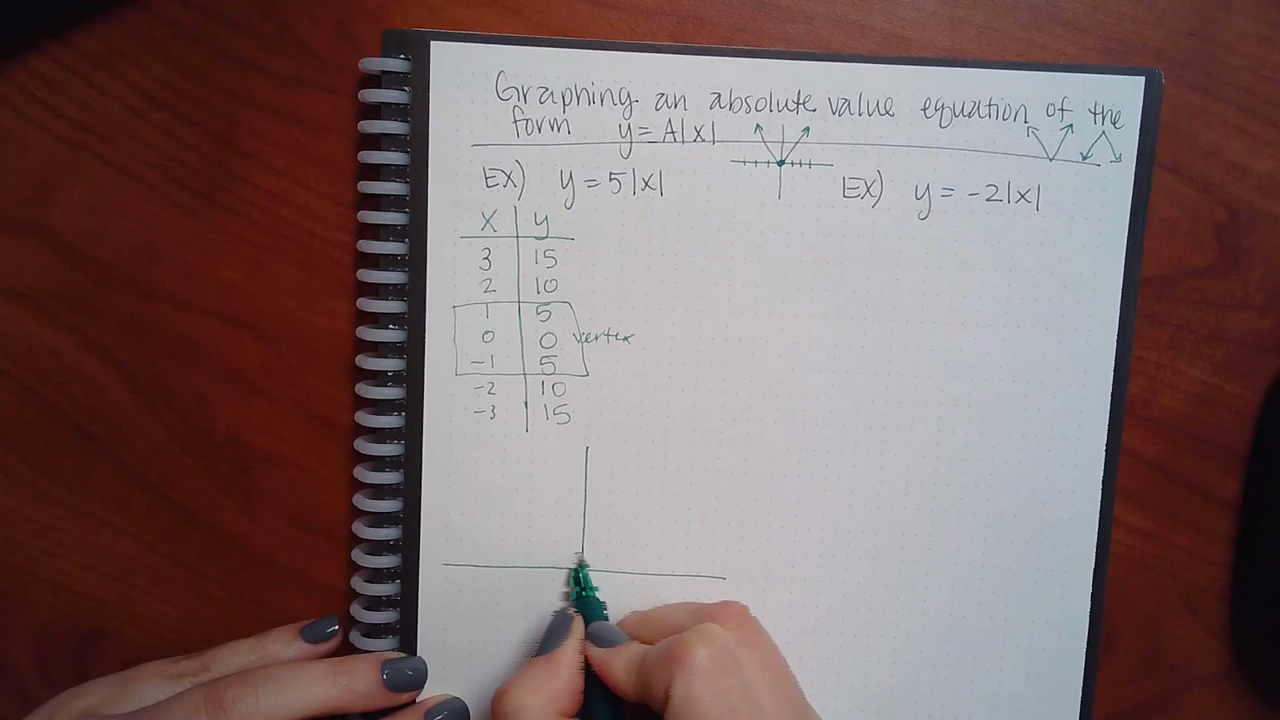 Graphing an absolute value equation of the
form y = A|x|
EX) y = 5|x|
EX) y = -2|x|
x y
3 15
2 10
1 5
0 0 vertex
-1 5
-2 10
-3 15